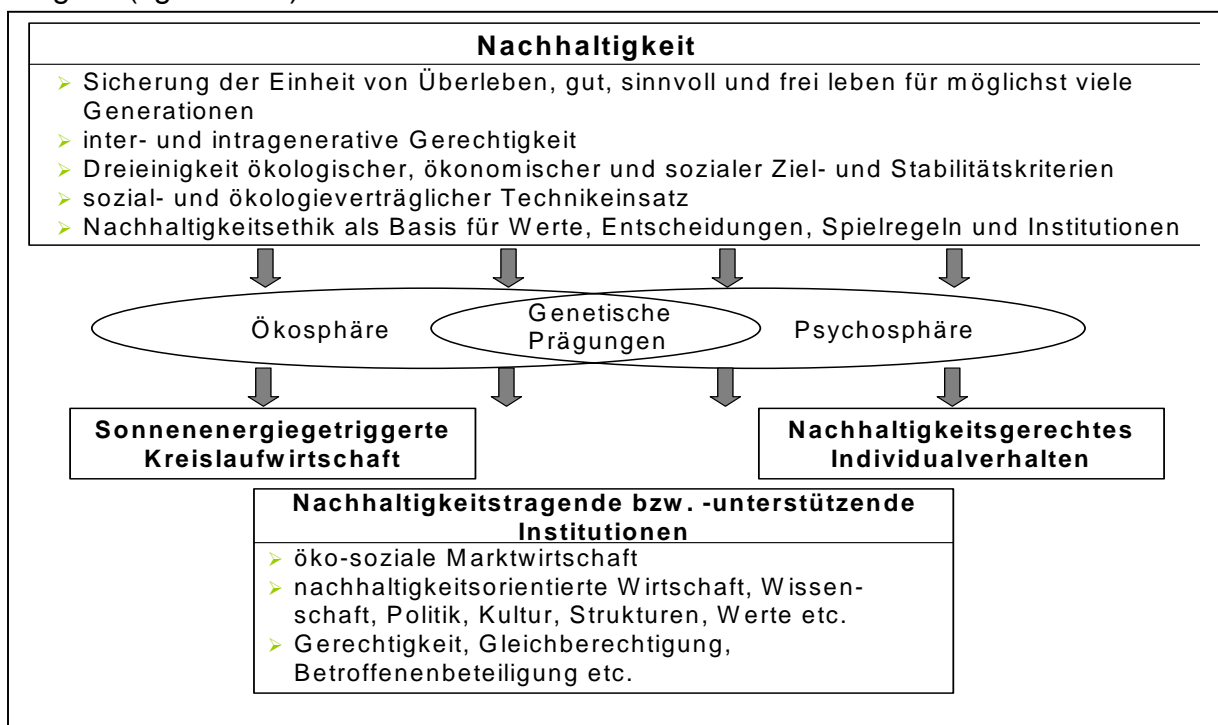 Nachhaltigkeit
Sicherung der Einheit von Überleben, gut, sinnvoll und frei leben für möglichst viele
Generationen
inter- und intragenerative Gerechtigkeit
Dreieinigkeit ökologischer, ökonomischer und sozialer Ziel- und Stabilitätskriterien
sozial- und ökologieverträglicher Technikeinsatz
Nachhaltigkeitsethik als Basis für Werte, Entscheidungen, Spielregeln und Institutionen
Ökosphäre
Genetische
Prägungen
Psychosphäre
Sonnenenergiegetriggerte
Kreislaufwirtschaft
Nachhaltigkeitsgerechtes
Individualverhalten
Nachhaltigkeitstragende bzw. -unterstützende
Institutionen
öko-soziale Marktwirtschaft
nachhaltigkeitsorientierte Wirtschaft, Wissen-
schaft, Politik, Kultur, Strukturen, Werte etc.
Gerechtigkeit, Gleichberechtigung,
Betroffenenbeteiligung etc.